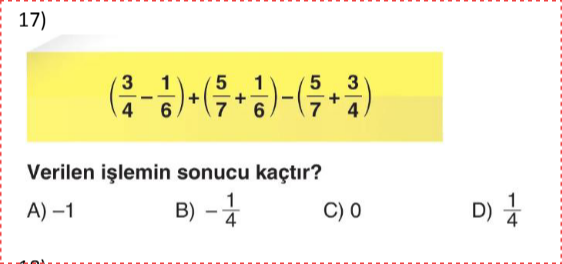 17)
(3/4 − 1/6) + (5/7 + 1/6) − (5/7 + 3/4)
Verilen işlemin sonucu kaçtır?
A) −1 B) −1/4 C) 0 D) 1/4